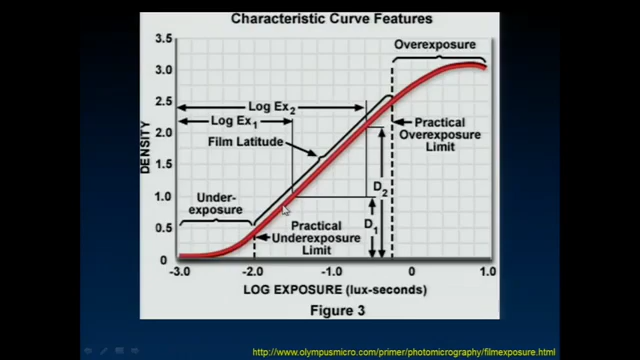 Characteristic Curve Features
3.5
3.0
2.5
2.0
1.5
1.0
0.5
0
DENSITY
Overexposure
Log Ex2
Log Ex1
Film Latitude
Practical
Overexposure
Limit
D2
D1
Under-
exposure
Practical
Underexposure
Limit
-3.0 -2.0 -1.0 0 1.0
LOG EXPOSURE (lux-seconds)
Figure 3
http://www.olympusmicro.com/primer/photomicrography/filmexposure.html